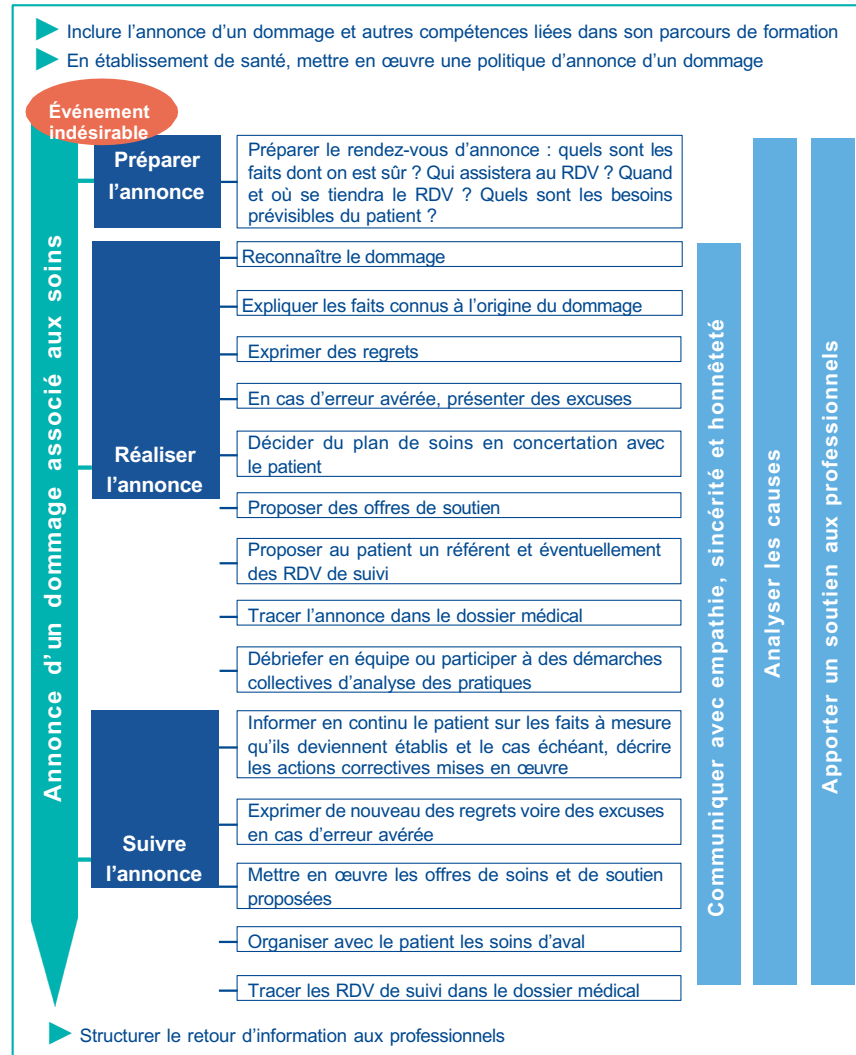 Inclure l'annonce d'un dommage et autres compétences liées dans son parcours de formation
En établissement de santé, mettre en œuvre une politique d'annonce d'un dommage
Événement
indésirable
Annonce d'un dommage associé aux soins
Préparer
l'annonce
Préparer le rendez-vous d'annonce : quels sont les
faits dont on est sûr ? Qui assistera au RDV ? Quand
et où se tiendra le RDV ? Quels sont les besoins
prévisibles du patient ?
Réaliser
l'annonce
Reconnaître le dommage
Expliquer les faits connus à l'origine du dommage
Exprimer des regrets
En cas d'erreur avérée, présenter des excuses
Décider du plan de soins en concertation avec
le patient
Proposer des offres de soutien
Proposer au patient un référent et éventuellement
des RDV de suivi
Tracer l'annonce dans le dossier médical
Débriefer en équipe ou participer à des démarches
collectives d'analyse des pratiques
Suivre
l'annonce
Informer en continu le patient sur les faits à mesure
qu'ils deviennent établis et le cas échéant, décrire
les actions correctives mises en œuvre
Exprimer de nouveau des regrets voire des excuses
en cas d'erreur avérée
Mettre en œuvre les offres de soins et de soutien
proposées
Organiser avec le patient les soins d'aval
Tracer les RDV de suivi dans le dossier médical
Communiquer avec empathie, sincérité et honnêteté
Analyser les causes
Apporter un soutien aux professionnels
Structurer le retour d'information aux professionnels